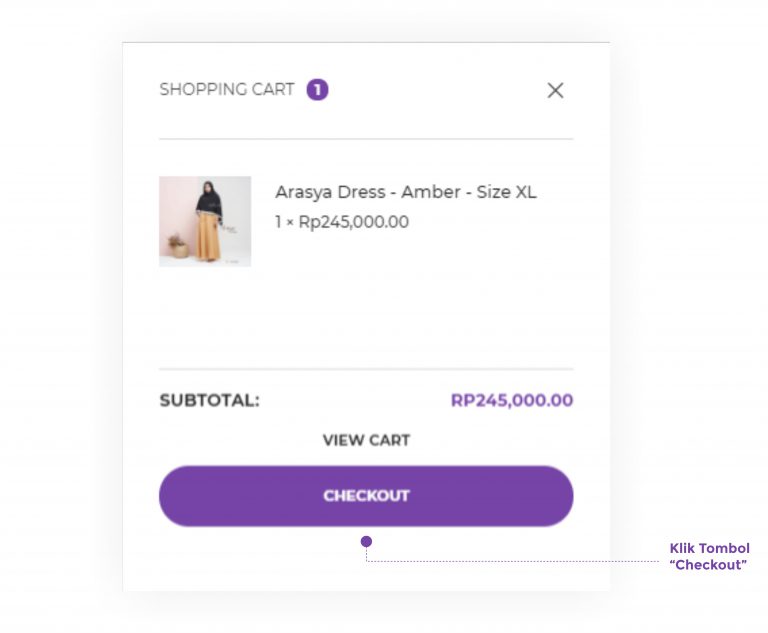 SHOPPING CART 1
Arasya Dress - Amber - Size XL
1 × Rp245,000.00
SUBTOTAL: RP245,000.00
VIEW CART
CHECKOUT
Klik Tombol
“Checkout”